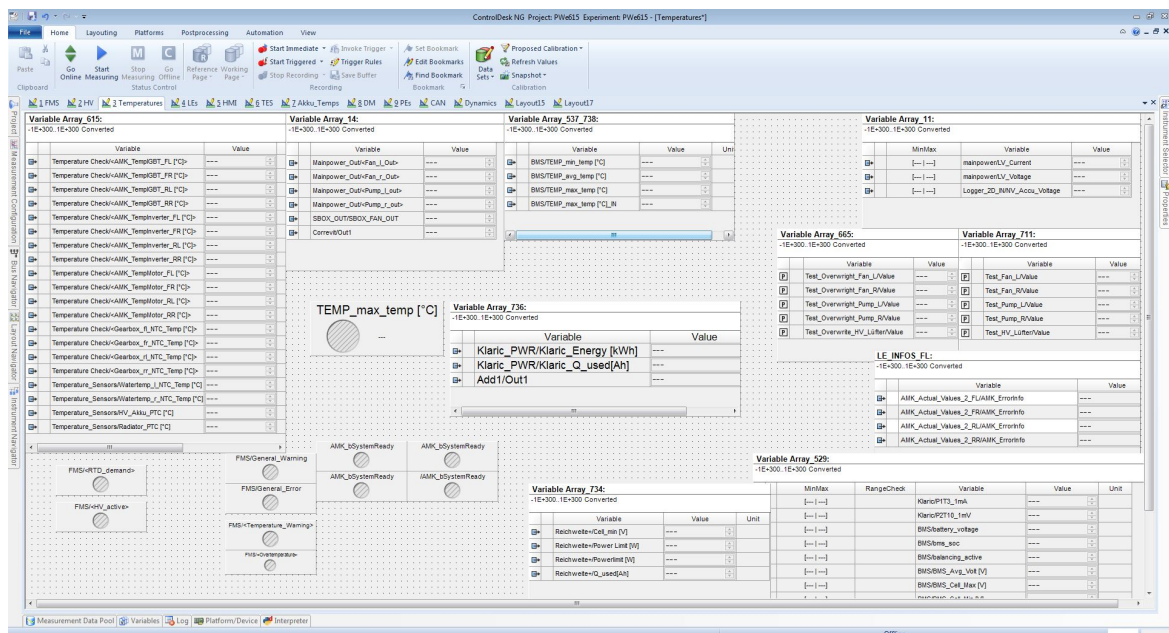 ControlDesk NG Project: PWe615 Experiment: PWe615 - [Temperatures*]
File Home Layouting Platforms Postprocessing Automation View
Paste
Go Online
Start Measuring
Stop Measuring
Go Offline
Reference Page
Working Page
Start Immediate Invoke Trigger
Start Triggered Trigger Rules
Stop Recording Save Buffer
Set Bookmark
Edit Bookmarks
Find Bookmark
Data Sets
Proposed Calibration
Refresh Values
Snapshot
Clipboard Status Control Recording Bookmark Calibration
1 FMS 2 HV 3 Temperatures 4 LEs 5 HMI 6 TES 7 Akku_Temps 8 DM 9 PEs CAN Dynamics Layout15 Layout17
Project
Measurement Configuration
Bus Navigator
Layout Navigator
Instrument Navigator
Instrument Selector
Properties
Variable Array_615:
-1E+300..1E+300 Converted
Variable Value
Temperature Check/<AMK_TempIGBT_FL [°C]> ---
Temperature Check/<AMK_TempIGBT_FR [°C]> ---
Temperature Check/<AMK_TempIGBT_RL [°C]> ---
Temperature Check/<AMK_TempIGBT_RR [°C]> ---
Temperature Check/<AMK_TempInverter_FL [°C]> ---
Temperature Check/<AMK_TempInverter_FR [°C]> ---
Temperature Check/<AMK_TempInverter_RL [°C]> ---
Temperature Check/<AMK_TempInverter_RR [°C]> ---
Temperature Check/<AMK_TempMotor_FL [°C]> ---
Temperature Check/<AMK_TempMotor_FR [°C]> ---
Temperature Check/<AMK_TempMotor_RL [°C]> ---
Temperature Check/<AMK_TempMotor_RR [°C]> ---
Temperature Check/<Gearbox_fl_NTC_Temp [°C]> ---
Temperature Check/<Gearbox_fr_NTC_Temp [°C]> ---
Temperature Check/<Gearbox_rl_NTC_Temp [°C]> ---
Temperature Check/<Gearbox_rr_NTC_Temp [°C]> ---
Temperature_Sensors/Watertemp_l_NTC_Temp [°C] ---
Temperature_Sensors/Watertemp_r_NTC_Temp [°C] ---
Temperature_Sensors/HV_Akku_PTC [°C] ---
Temperature_Sensors/Radiator_PTC [°C] ---
Variable Array_14:
-1E+300..1E+300 Converted
Variable Value
Mainpower_Out/<Fan_l_Out> ---
Mainpower_Out/<Fan_r_Out> ---
Mainpower_Out/<Pump_l_out> ---
Mainpower_Out/<Pump_r_out> ---
SBOX_OUT/SBOX_FAN_OUT ---
Correvit/Out1 ---
Variable Array_537_738:
-1E+300..1E+300 Converted
Variable Value Uni
BMS/TEMP_min_temp [°C] ---
BMS/TEMP_avg_temp [°C] ---
BMS/TEMP_max_temp [°C] ---
BMS/TEMP_max_temp [°C]_IN ---
Variable Array_11:
-1E+300..1E+300 Converted
MinMax Variable Value
[---|---] mainpower/LV_Current ---
[---|---] mainpower/LV_Voltage ---
[---|---] Logger_2D_IN/NV_Accu_Voltage ---
Variable Array_665:
-1E+300..1E+300 Converted
Variable Value
P Test_Overwright_Fan_L/Value ---
P Test_Overwright_Fan_R/Value ---
P Test_Overwright_Pump_L/Value ---
P Test_Overwright_Pump_R/Value ---
P Test_Overwrite_HV_Lüfter/Value ---
Variable Array_711:
-1E+300..1E+300 Converted
Variable Value
P Test_Fan_L/Value ---
P Test_Fan_R/Value ---
P Test_Pump_L/Value ---
P Test_Pump_R/Value ---
P Test_HV_Lüfter/Value ---
TEMP_max_temp [°C]
---
Variable Array_736:
-1E+300..1E+300 Converted
Variable Value
Klaric_PWR/Klaric_Energy [kWh] ---
Klaric_PWR/Klaric_Q_used[Ah] ---
Add1/Out1 ---
LE_INFOS_FL:
-1E+300..1E+300 Converted
Variable Value
AMK_Actual_Values_2_FL/AMK_ErrorInfo ---
AMK_Actual_Values_2_FR/AMK_ErrorInfo ---
AMK_Actual_Values_2_RL/AMK_ErrorInfo ---
AMK_Actual_Values_2_RR/AMK_ErrorInfo ---
FMS/<RTD_demand>
FMS/<HV_active>
FMS/General_Warning
FMS/General_Error
FMS/<Temperature_Warning>
FMS/<Overtemperature>
AMK_bSystemReady AMK_bSystemReady
AMK_bSystemReady /AMK_bSystemReady
Variable Array_734:
-1E+300..1E+300 Converted
Variable Value Unit
Reichweite+/Cell_min [V] ---
Reichweite+/Power Limit [W] ---
Reichweite+/Powerlimit [W] ---
Reichweite+/Q_used[Ah] ---
Variable Array_529:
-1E+300..1E+300 Converted
MinMax RangeCheck Variable Value Unit
[---|---] Klaric/P1T3_1mA ---
[---|---] Klaric/P2T10_1mV ---
[---|---] BMS/battery_voltage ---
[---|---] BMS/bms_soc ---
[---|---] BMS/balancing_active ---
[---|---] BMS/BMS_Avg_Volt [V] ---
[---|---] BMS/BMS_Cell_Max [V] ---
Measurement Data Pool Variables Log Platform/Device Interpreter